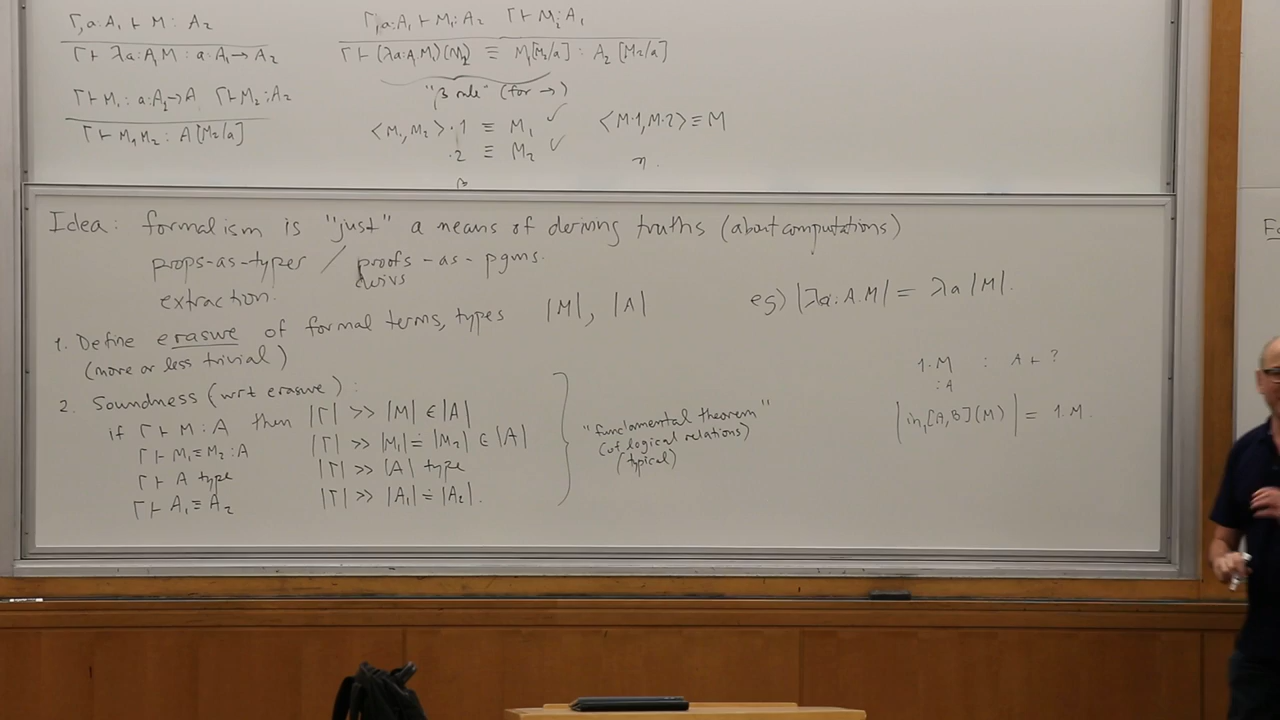 Γ, a:A₁ ⊢ M : A₂
Γ ⊢ λa:A₁M : a:A₁→A₂
Γ ⊢ M₁ : a:A₂→A Γ ⊢ M₂ : A₂
Γ ⊢ M₁M₂ : A[M₂/a]
Γ, a:A₁ ⊢ M₁:A₂ Γ ⊢ M₂:A₁
Γ ⊢ (λa:A.M₁)(M₂) ≡ M₁[M₂/a] : A₂[M₂/a]
"β rule" (for →)
<M₁,M₂>·1 ≡ M₁ ✓
·2 ≡ M₂ ✓
β
<M·1,M·2> ≡ M
η.
Idea: formalism is "just" a means of deriving truths (about computations)
props-as-types / proofs-as-pgms.
derivs
extraction.
1. Define erasure of formal terms, types |M|, |A|
(more or less trivial)
eg) |λa:A.M| = λa|M|.
2. Soundness (wrt erasure):
if Γ ⊢ M : A then |Γ| >> |M| ∈ |A|
Γ ⊢ M₁≡M₂:A |Γ| >> |M₁| ≐ |M₂| ∈ |A|
Γ ⊢ A type |Γ| >> |A| type
Γ ⊢ A₁≡A₂ |Γ| >> |A₁| ≐ |A₂|.
"fundamental theorem"
(of logical relations)
(typical)
1·M : A + ?
:A
|in₁[A,B](M)| = 1·M.